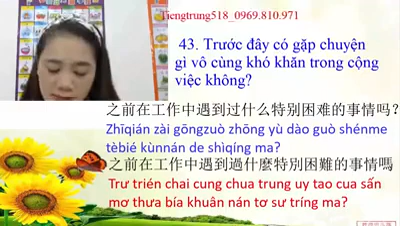 Tiengtrung518_0969.810.971
43. Trước đây có gặp chuyện
gì vô cùng khó khăn trong cộng
việc không?
之前在工作中遇到过什么特别困难的事情吗？
Zhīqián zài gōngzuò zhōng yù dào guò shénme
tèbié kùnnán de shìqíng ma?
之前在工作中遇到過什麼特別困難的事情嗎
Trư trién chai cung chua trung uy tao cua sấn
mơ thưa bía khuân nán tơ sư tríng ma?